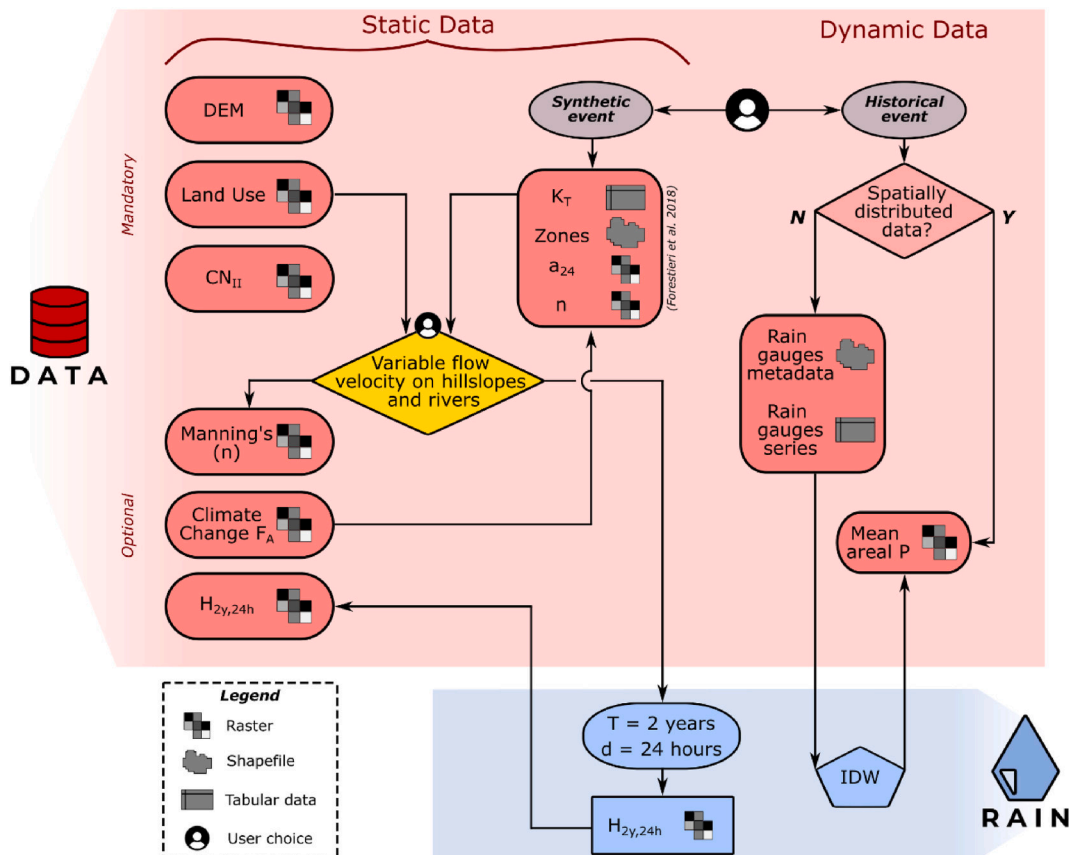 Static Data
Dynamic Data
Mandatory
Optional
DATA
DEM
Land Use
CN_II
Synthetic
event
Historical
event
K_T
Zones
a_24
n
(Forestieri et al. 2018)
Spatially
distributed
data?
N
Y
Variable flow
velocity on hillslopes
and rivers
Manning's
(n)
Climate
Change F_A
H_2y,24h
Rain
gauges
metadata
Rain
gauges
series
Mean
areal P
Legend
Raster
Shapefile
Tabular data
User choice
T = 2 years
d = 24 hours
H_2y,24h
IDW
RAIN